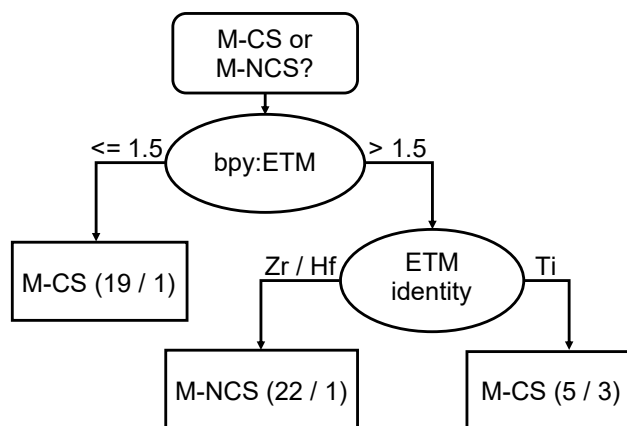 M-CS or
M-NCS?
<= 1.5
bpy:ETM
> 1.5
M-CS (19 / 1)
Zr / Hf
ETM
identity
Ti
M-NCS (22 / 1)
M-CS (5 / 3)